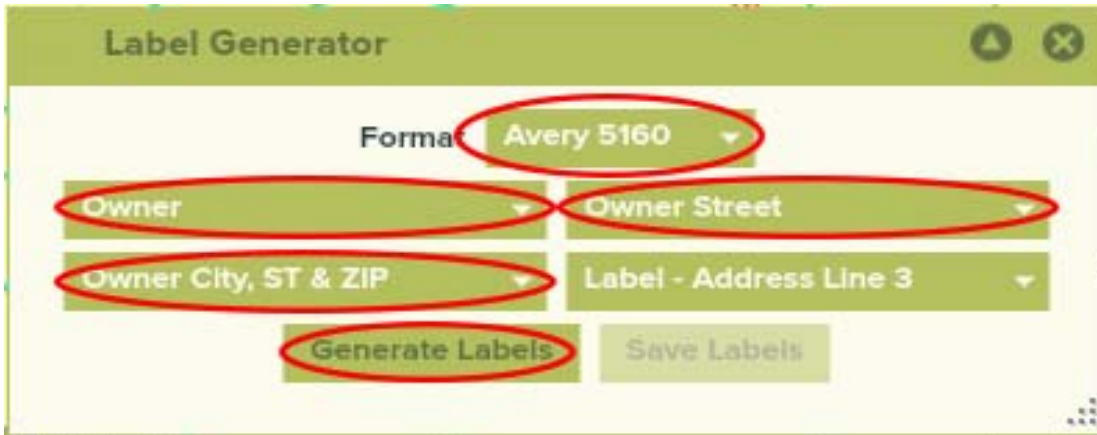 Label Generator
Format Avery 5160
Owner Owner Street
Owner City, ST & ZIP Label - Address Line 3
Generate Labels Save Labels